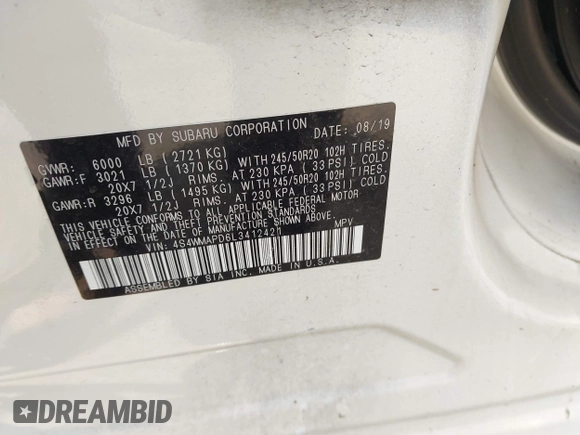 MFD BY SUBARU CORPORATION DATE: 08/19
GVWR: 6000 LB (2721 KG)
GAWR:F 3021 LB (1370 KG) WITH 245/50R20 102H TIRES.
20X7 1/2J RIMS. AT 230 KPA (33 PSI) COLD
GAWR:R 3296 LB (1495 KG) WITH 245/50R20 102H TIRES.
20X7 1/2J RIMS. AT 230 KPA (33 PSI) COLD
THIS VEHICLE CONFORMS TO ALL APPLICABLE FEDERAL MOTOR
VEHICLE SAFETY AND THEFT PREVENTION STANDARDS
IN EFFECT ON THE DATE OF MANUFACTURE SHOWN ABOVE.
VIN: 4S4WMAPD6L3412421 MPV
ASSEMBLED BY SIA INC. MADE IN U.S.A.
DREAMBID